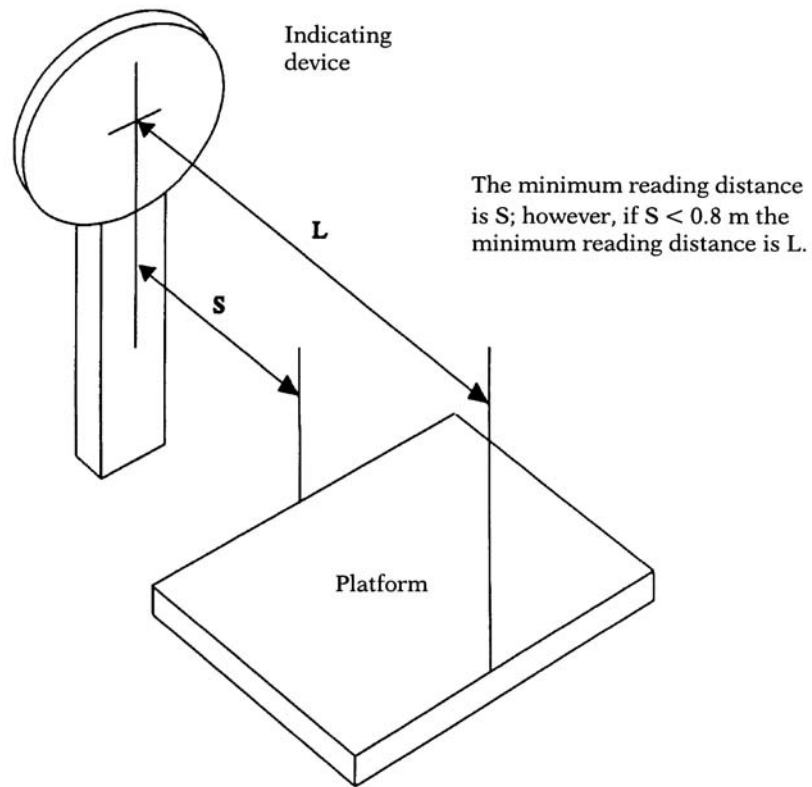 Indicating
device
The minimum reading distance
is S; however, if S < 0.8 m the
minimum reading distance is L.
L
S
Platform